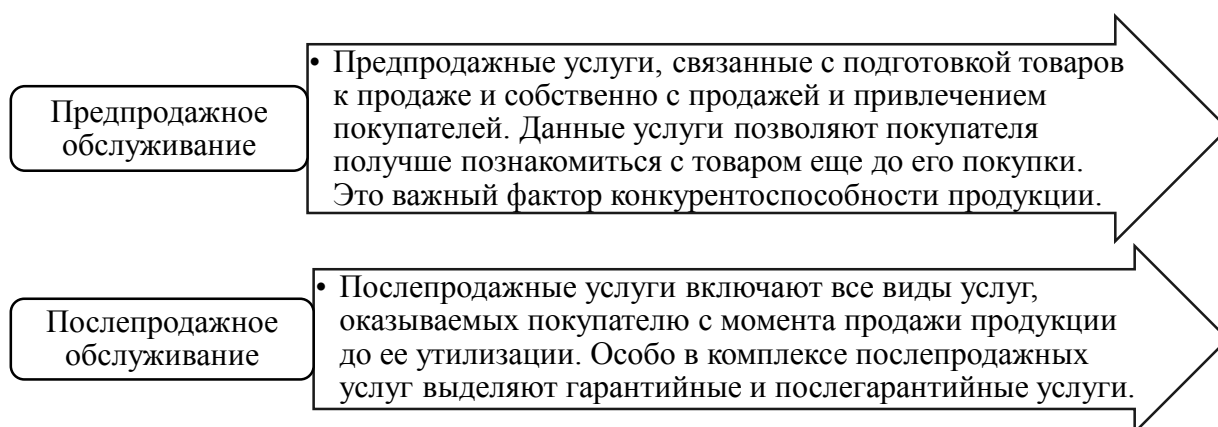 Предпродажное
обслуживание
• Предпродажные услуги, связанные с подготовкой товаров
к продаже и собственно с продажей и привлечением
покупателей. Данные услуги позволяют покупателя
получше познакомиться с товаром еще до его покупки.
Это важный фактор конкурентоспособности продукции.
Послепродажное
обслуживание
• Послепродажные услуги включают все виды услуг,
оказываемых покупателю с момента продажи продукции
до ее утилизации. Особо в комплексе послепродажных
услуг выделяют гарантийные и послегарантийные услуги.